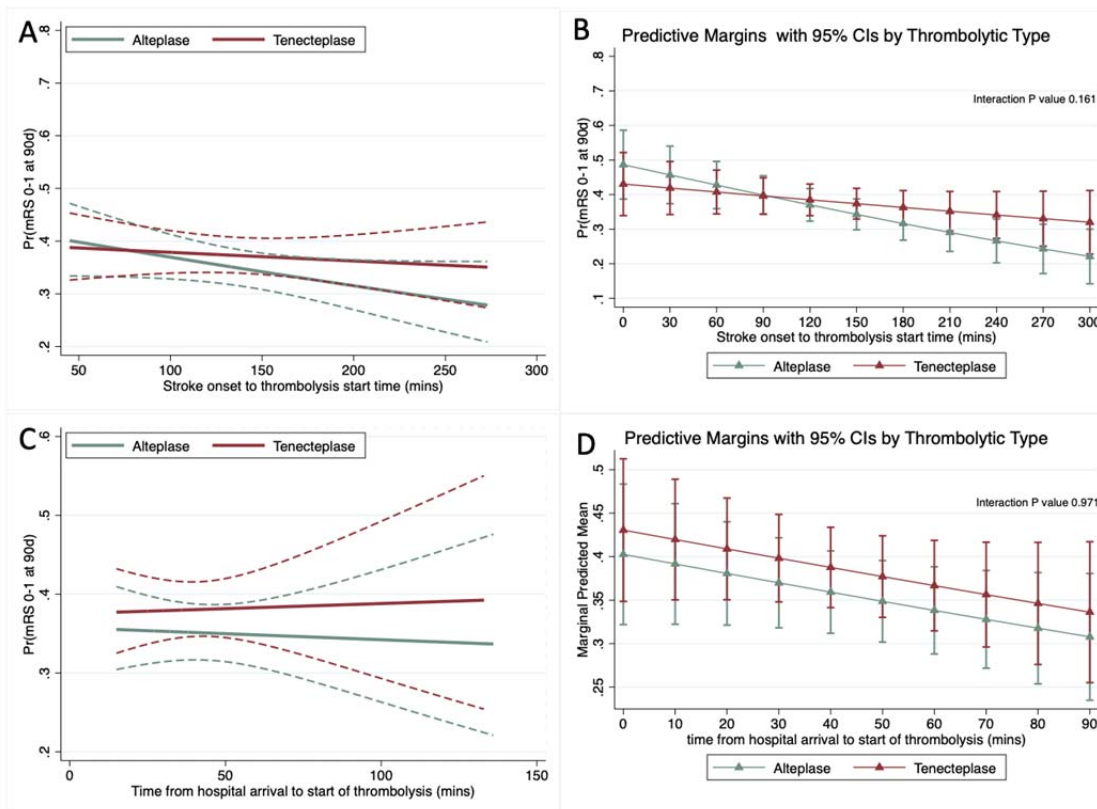 A
Alteplase Tenecteplase
Pr(mRS 0-1 at 90d)
.8
.7
.6
.5
.4
.3
.2
50 100 150 200 250 300
Stroke onset to thrombolysis start time (mins)
B
Predictive Margins with 95% CIs by Thrombolytic Type
Interaction P value 0.161
Pr(mRS 0-1 at 90d)
.8
.7
.6
.5
.4
.3
.2
.1
0 30 60 90 120 150 180 210 240 270 300
Stroke onset to thrombolysis start time (mins)
Alteplase Tenecteplase
C
Alteplase Tenecteplase
Pr(mRS 0-1 at 90d)
.6
.5
.4
.3
.2
0 50 100 150
Time from hospital arrival to start of thrombolysis (mins)
D
Predictive Margins with 95% CIs by Thrombolytic Type
Interaction P value 0.971
Marginal Predicted Mean
.5
.45
.4
.35
.3
.25
0 10 20 30 40 50 60 70 80 90
time from hospital arrival to start of thrombolysis (mins)
Alteplase Tenecteplase